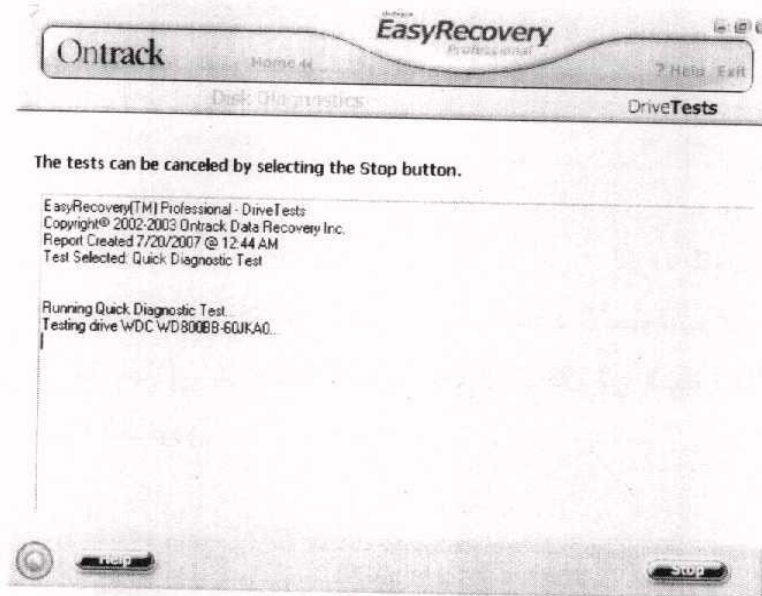 EasyRecovery
Professional
Ontrack
Home
? Help Exit
Disk Diagnostics
DriveTests
The tests can be canceled by selecting the Stop button.
EasyRecovery(TM) Professional - DriveTests
Copyright© 2002-2003 Ontrack Data Recovery Inc.
Report Created 7/20/2007 @ 12:44 AM
Test Selected: Quick Diagnostic Test
Running Quick Diagnostic Test...
Testing drive WDC WD800BB-60JKA0...
Help
Stop